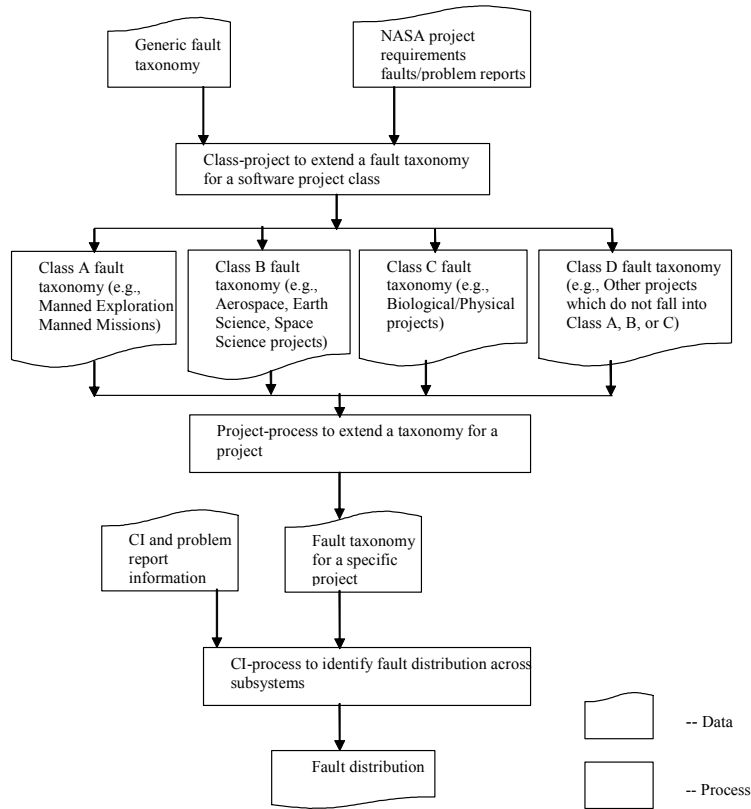 Generic fault
taxonomy
NASA project
requirements
faults/problem reports
Class-project to extend a fault taxonomy
for a software project class
Class A fault
taxonomy (e.g.,
Manned Exploration
Manned Missions)
Class B fault
taxonomy (e.g.,
Aerospace, Earth
Science, Space
Science projects)
Class C fault
taxonomy (e.g.,
Biological/Physical
projects)
Class D fault taxonomy
(e.g., Other projects
which do not fall into
Class A, B, or C)
Project-process to extend a taxonomy for a
project
CI and problem
report
information
Fault taxonomy
for a specific
project
CI-process to identify fault distribution across
subsystems
Fault distribution
-- Data
-- Process